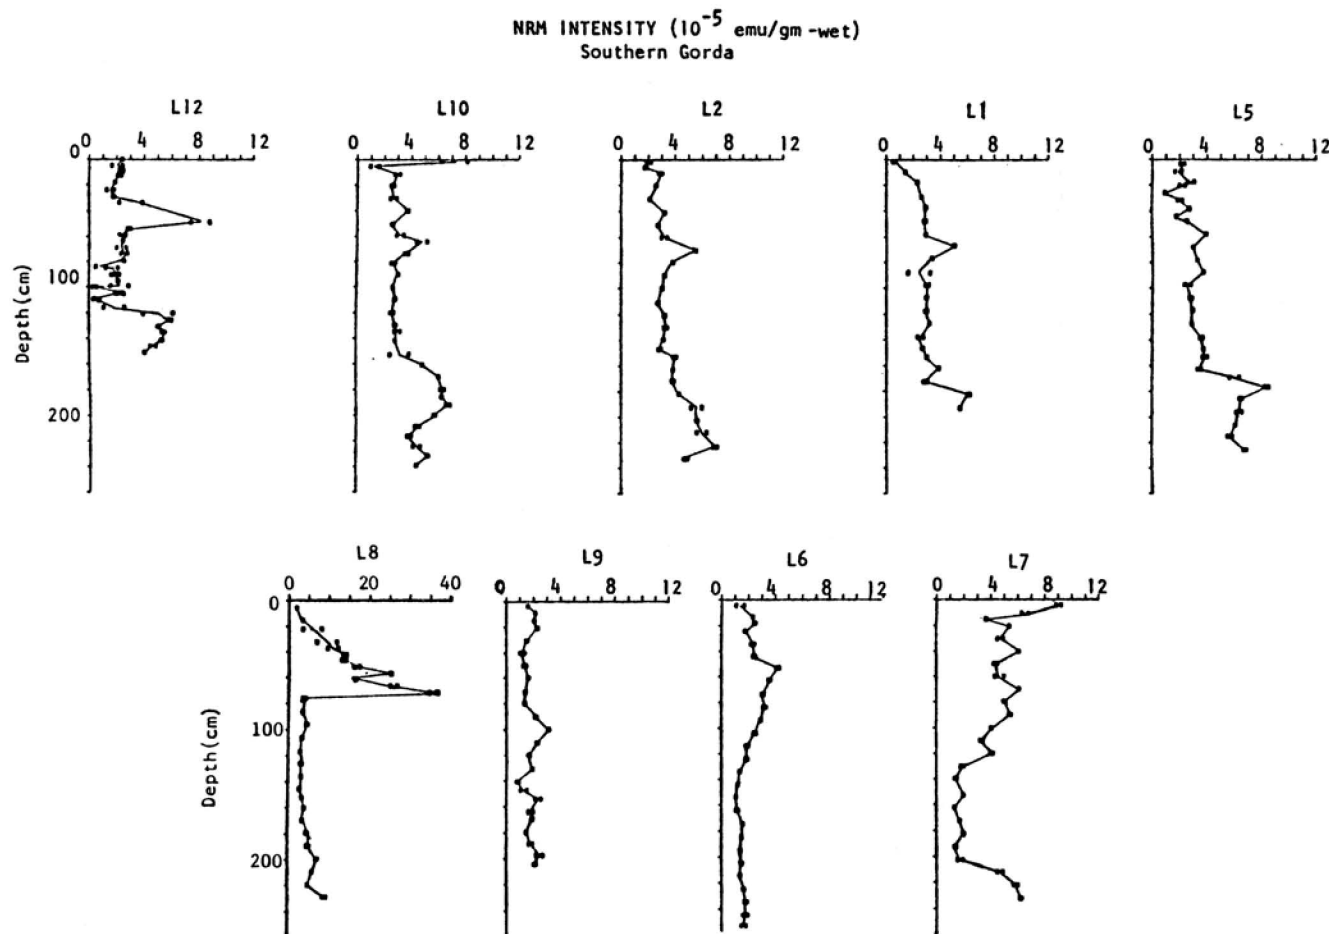 NRM INTENSITY (10-5 emu/gm-wet)
Southern Gorda
L12 L10 L2 L1 L5
0 4 8 12 0 4 8 12 0 4 8 12 0 4 8 12 0 4 8 12
0
100
200
Depth(cm)
L8 L9 L6 L7
0 20 40 0 4 8 12 0 4 8 12 0 4 8 12
0
100
200
Depth(cm)